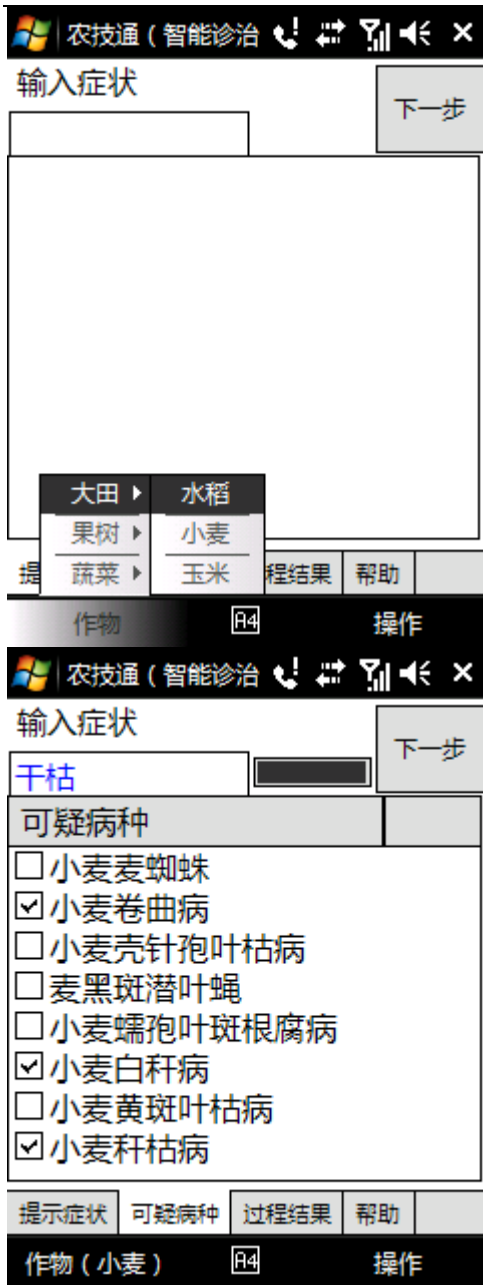 农技通（智能诊治
输入症状
下一步
大田 水稻
果树 小麦
蔬菜 玉米
提 程结果 帮助
作物 A4 操作
农技通（智能诊治
输入症状
下一步
干枯
可疑病种
小麦麦蜘蛛
小麦卷曲病
小麦壳针孢叶枯病
麦黑斑潜叶蝇
小麦蠕孢叶斑根腐病
小麦白秆病
小麦黄斑叶枯病
小麦秆枯病
提示症状 可疑病种 过程结果 帮助
作物（小麦） A4 操作